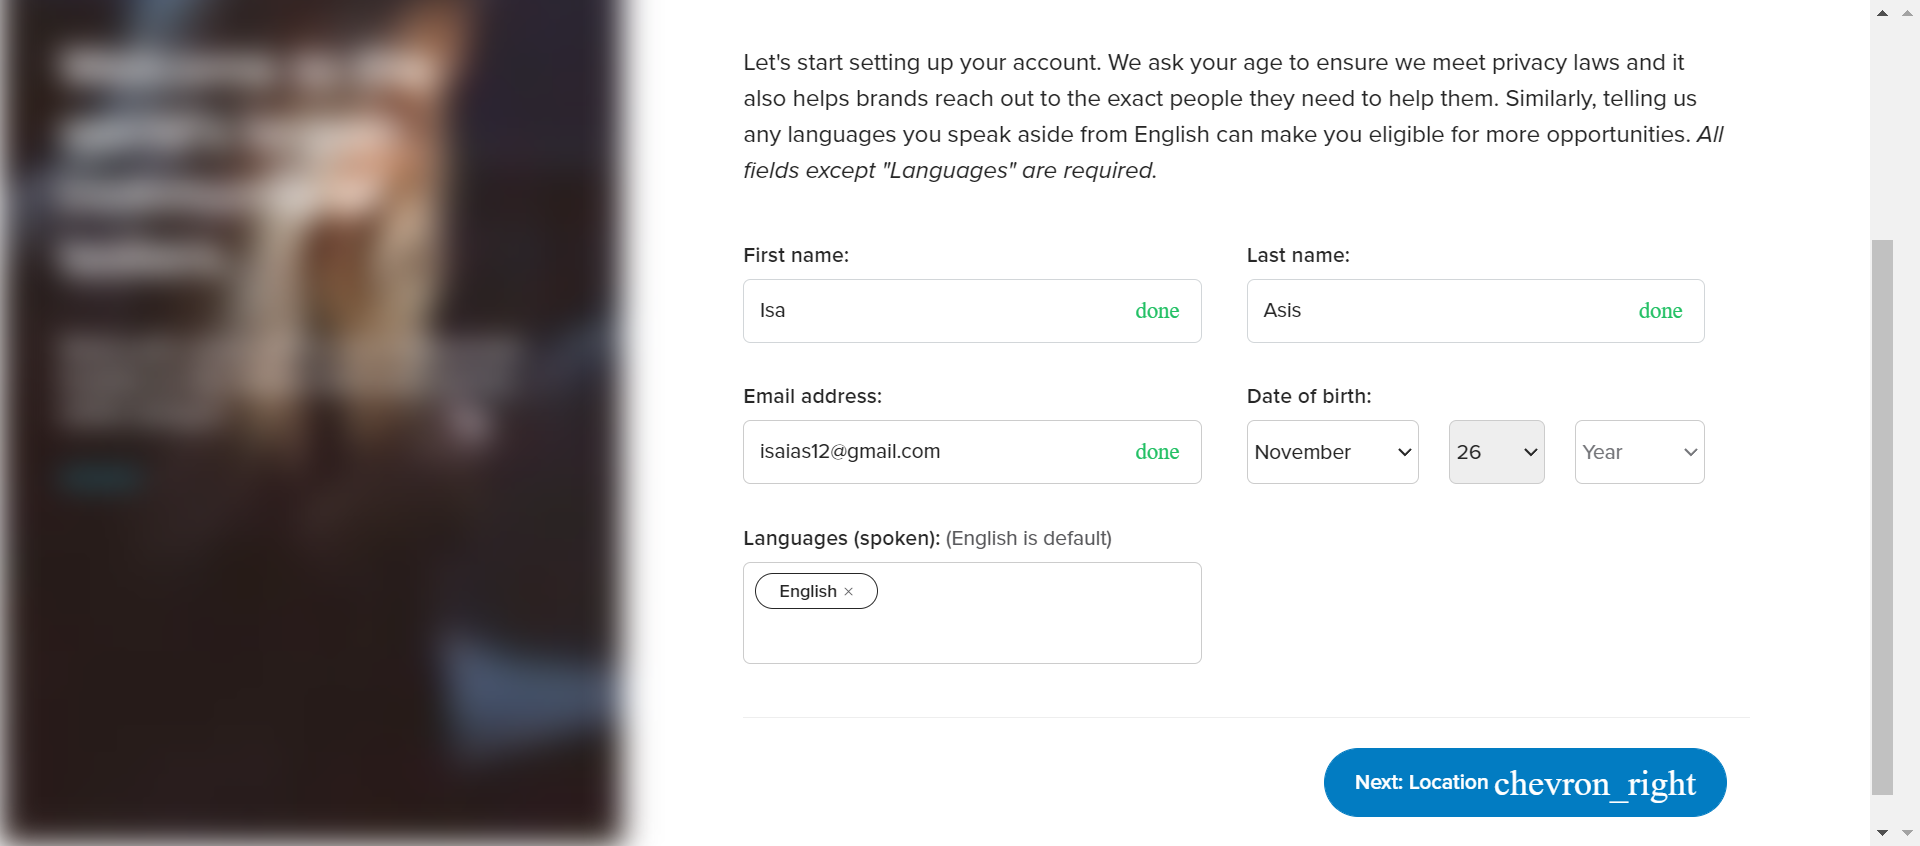 Let's start setting up your account. We ask your age to ensure we meet privacy laws and it
also helps brands reach out to the exact people they need to help them. Similarly, telling us
any languages you speak aside from English can make you eligible for more opportunities. All
fields except "Languages" are required.
First name:
Last name:
Isa done
Asis done
Email address:
Date of birth:
isaias12@gmail.com done
November 26 Year
Languages (spoken): (English is default)
English ×
Next: Location chevron_right